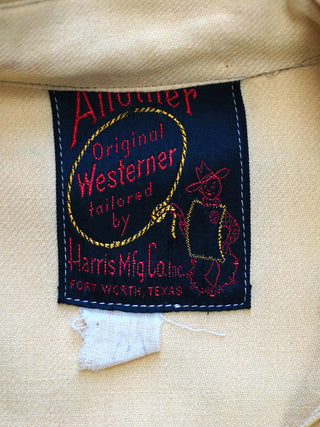 Another
Original
Westerner
tailored
by
Harris Mfg. Co. Inc.
FORT WORTH, TEXAS